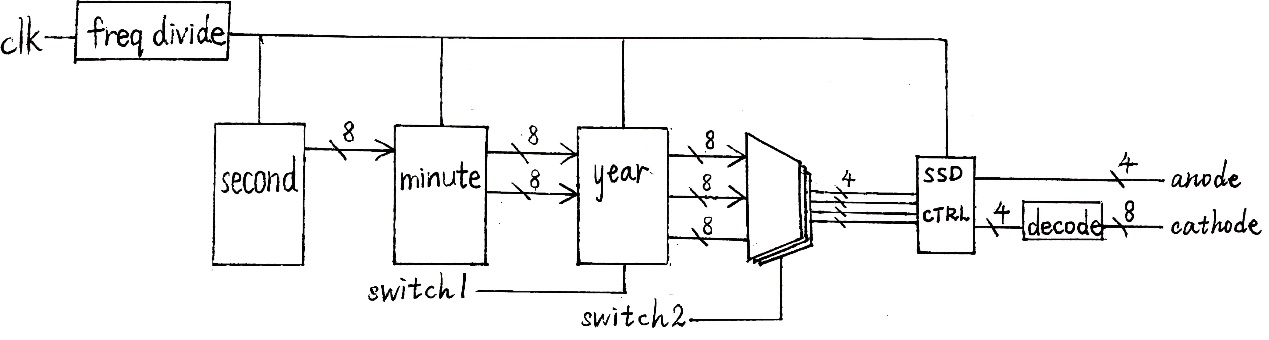 clk
freq divide
second
8
minute
8
8
year
8
8
8
4
SSD
CTRL
4
anode
4
decode
8
cathode
switch1
switch2